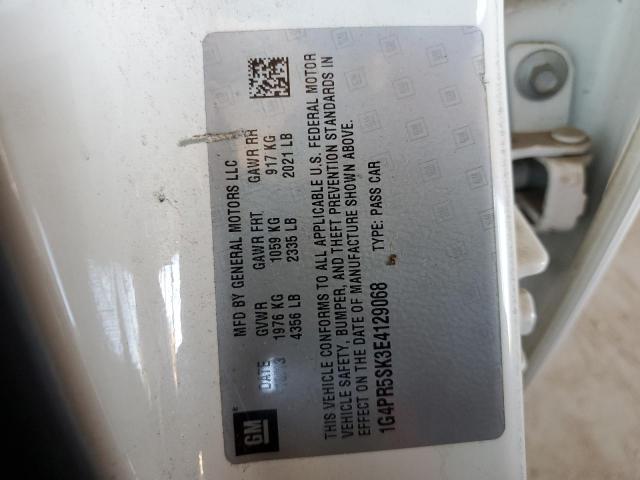 GM
MFD BY GENERAL MOTORS LLC
DATE
GVWR GAWR FRT. GAWR RR
1976 KG 1059 KG 917 KG
4356 LB 2335 LB 2021 LB
THIS VEHICLE CONFORMS TO ALL APPLICABLE U.S. FEDERAL MOTOR
VEHICLE SAFETY, BUMPER, AND THEFT PREVENTION STANDARDS IN
EFFECT ON THE DATE OF MANUFACTURE SHOWN ABOVE.
1G4PR5SK3E4129068 TYPE: PASS CAR